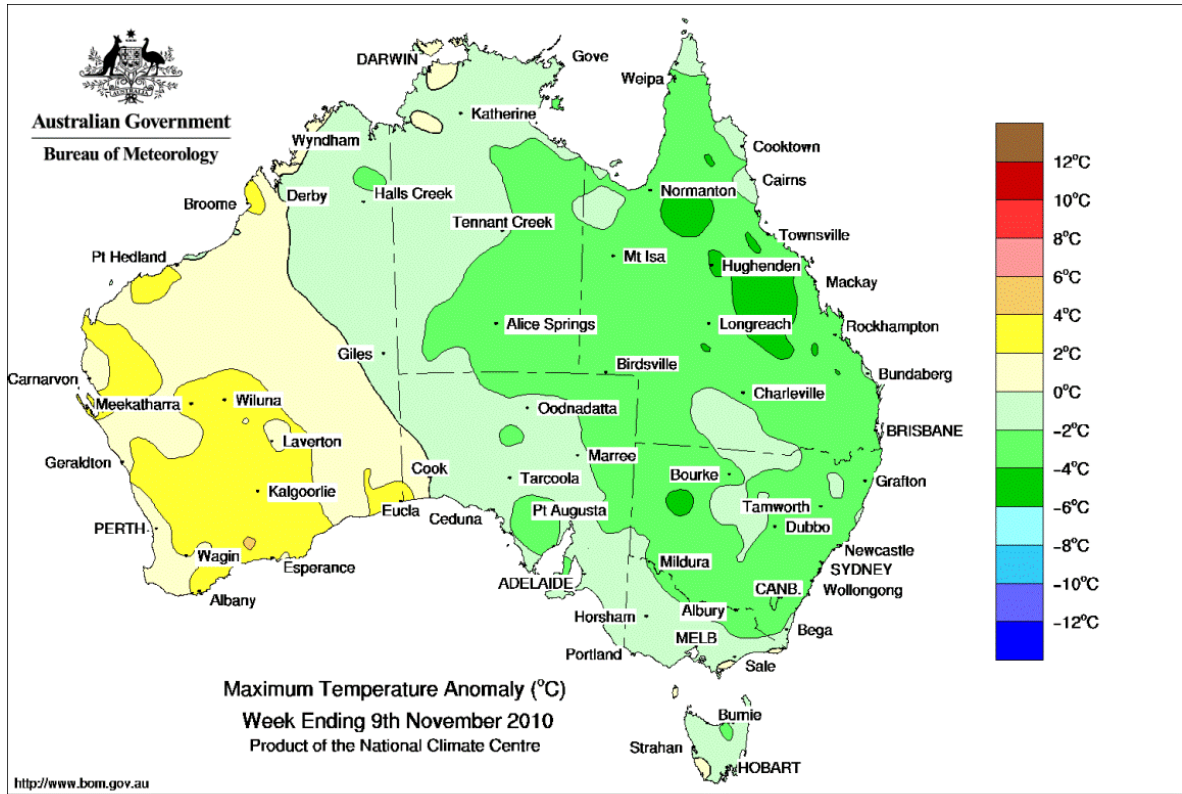 Australian Government
Bureau of Meteorology
DARWIN
Gove
Weipa
Katherine
Wyndham
Cooktown
Cairns
Derby
Halls Creek
Normanton
Broome
Tennant Creek
Townsville
Mt Isa
Hughenden
Pt Hedland
Mackay
Alice Springs
Longreach
Rockhampton
Giles
Birdsville
Bundaberg
Carnarvon
Meekatharra
Wiluna
Charleville
Oodnadatta
BRISBANE
Laverton
Marree
Geraldton
Cook
Bourke
Grafton
Kalgoorlie
Tarcoola
Tamworth
Eucla
Ceduna
Pt Augusta
PERTH
Dubbo
Newcastle
Wagin
Esperance
Mildura
SYDNEY
ADELAIDE
CANB.
Wollongong
Albany
Horsham
Albury
Bega
MELB
Portland
Sale
Burnie
Strahan
HOBART
12°C
10°C
8°C
6°C
4°C
2°C
0°C
-2°C
-4°C
-6°C
-8°C
-10°C
-12°C
Maximum Temperature Anomaly (°C)
Week Ending 9th November 2010
Product of the National Climate Centre
http://www.bom.gov.au